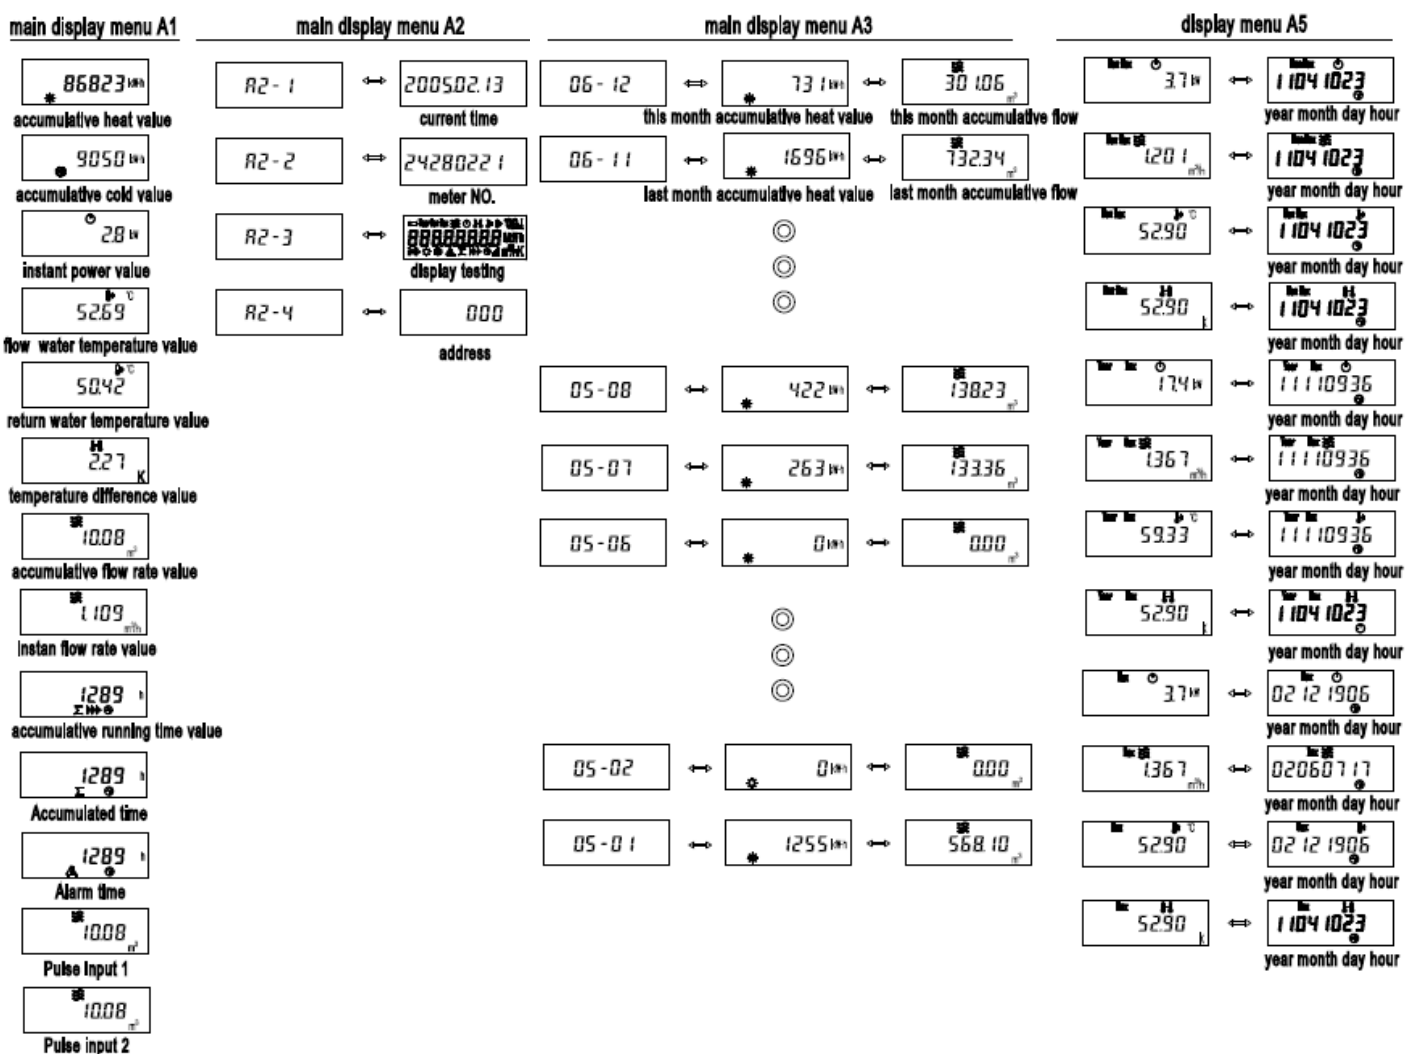 main display menu A1
86823 kWh
accumulative heat value
9050 kWh
accumulative cold value
2.8 kW
instant power value
52.69 °C
flow water temperature value
50.42 °C
return water temperature value
2.27 K
temperature difference value
10.08 m³
accumulative flow rate value
1.109 m³/h
Instan flow rate value
1289 h
accumulative running time value
1289 h
Accumulated time
1289 h
Alarm time
10.08 m³
Pulse Input 1
10.08 m³
Pulse input 2
main display menu A2
A2-1
2005.02.13
current time
A2-2
24280221
meter NO.
A2-3
display testing
A2-4
000
address
main display menu A3
06-12
731 kWh
301.06 m³
this month accumulative heat value
this month accumulative flow
06-11
1696 kWh
732.34 m³
last month accumulative heat value
last month accumulative flow
05-08
422 kWh
138.23 m³
05-07
263 kWh
133.36 m³
05-06
0 kWh
0.00 m³
05-02
0 kWh
0.00 m³
05-01
1255 kWh
568.10 m³
display menu A5
3.7 kW
11041023
year month day hour
1.201 m³/h
11041023
year month day hour
52.90 °C
11041023
year month day hour
52.90 k
11041023
year month day hour
17.4 kW
11110936
year month day hour
1.367 m³/h
11110936
year month day hour
59.33 °C
11110936
year month day hour
52.90 k
11041023
year month day hour
3.7 kW
02121906
year month day hour
1.367 m³/h
02060717
year month day hour
52.90 °C
02121906
year month day hour
52.90 k
11041023
year month day hour